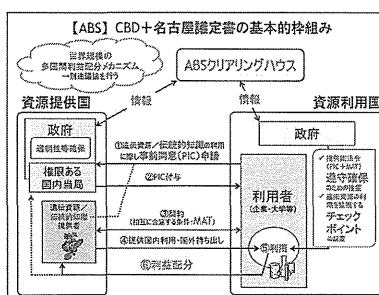 【ABS】CBD＋名古屋議定書の基本的枠組み
世界規模の
多国間利益配分メカニズム
→別途議論を行う
ABSクリアリングハウス
情報
情報
資源提供国
資源利用国
政府
透明性等確保
権限ある
国内当局
遺伝資源/
伝統的知識
提供者
①遺伝資源/伝統的知識の利用
に際し事前同意(PIC)申請
②PIC付与
③契約
(相互に合意する条件:MAT)
④提供国内利用・国外持ち出し
⑥利益配分
利用者
(企業・大学等)
⑤利用
政府
✓ 提供国法令
(PIC＋MAT)
遵守確保
のための措置
✓ 遺伝資源の利
用を監視する
チェック
ポイント
の設置